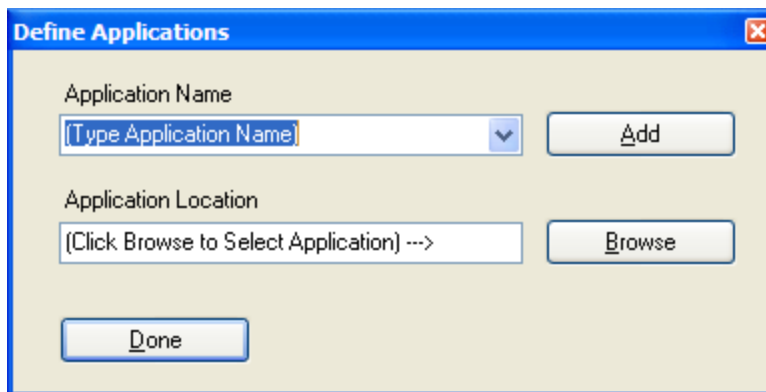 Define Applications
Application Name
(Type Application Name)
Add
Application Location
(Click Browse to Select Application) --->
Browse
Done